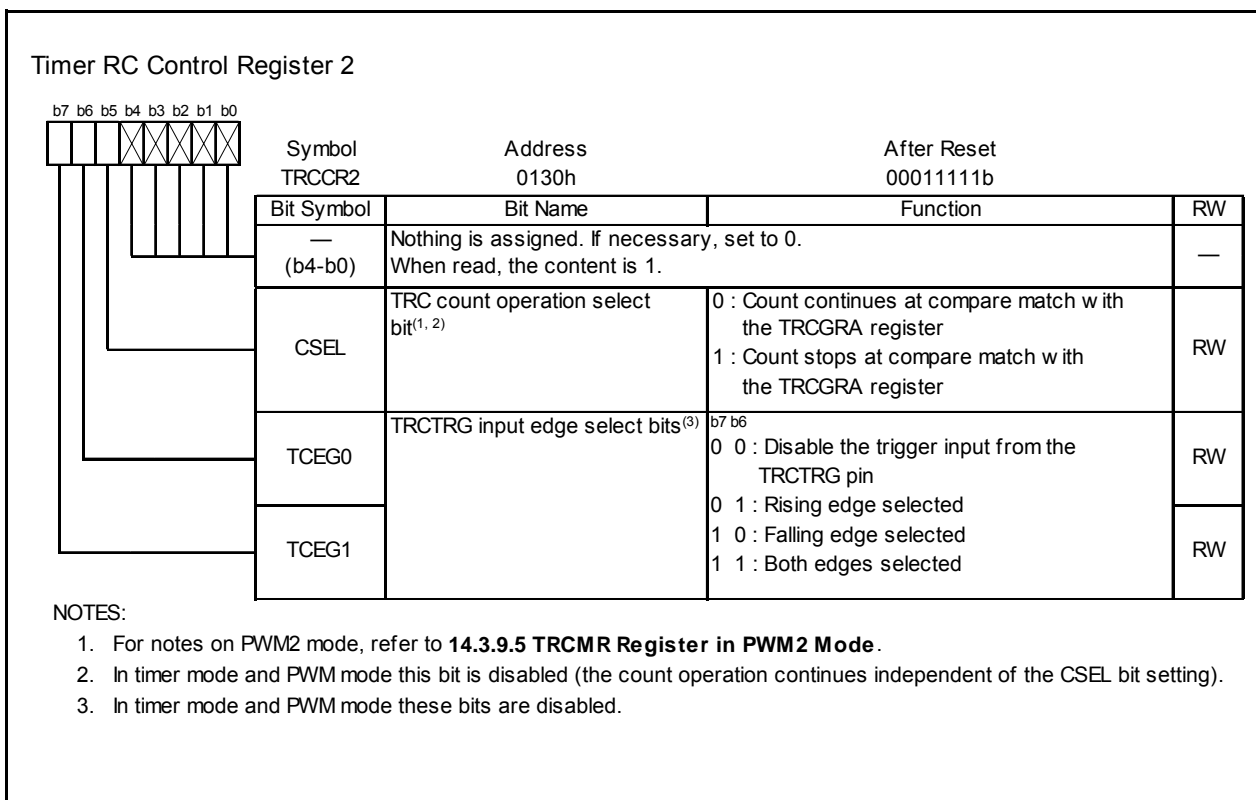 Timer RC Control Register 2
b7 b6 b5 b4 b3 b2 b1 b0
Symbol Address After Reset
TRCCR2 0130h 00011111b
Bit Symbol Bit Name Function RW
—
(b4-b0)
Nothing is assigned. If necessary, set to 0.
When read, the content is 1.
—
CSEL
TRC count operation select
bit(1, 2)
0 : Count continues at compare match with
the TRCGRA register
1 : Count stops at compare match with
the TRCGRA register
RW
TCEG0
TRCTRG input edge select bits(3)
b7 b6
0 0 : Disable the trigger input from the
TRCTRG pin
0 1 : Rising edge selected
1 0 : Falling edge selected
1 1 : Both edges selected
RW
TCEG1
RW
NOTES:
1. For notes on PWM2 mode, refer to 14.3.9.5 TRCMR Register in PWM2 Mode.
2. In timer mode and PWM mode this bit is disabled (the count operation continues independent of the CSEL bit setting).
3. In timer mode and PWM mode these bits are disabled.